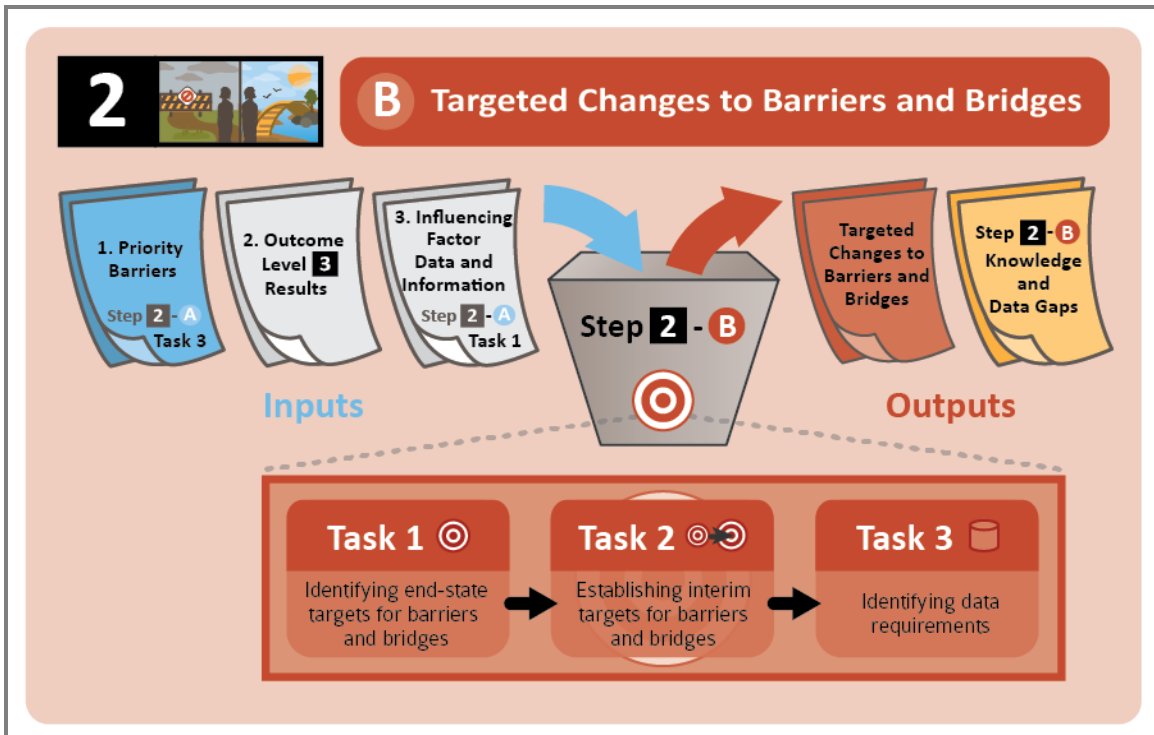 2
B Targeted Changes to Barriers and Bridges
1. Priority
Barriers
Step 2 - A
Task 3
2. Outcome
Level 3
Results
3. Influencing
Factor
Data and
Information
Step 2 - A
Task 1
Step 2 - B
Targeted
Changes to
Barriers and
Bridges
Step 2 - B
Knowledge
and
Data Gaps
Inputs
Outputs
Task 1
Identifying end-state
targets for barriers
and bridges
Task 2
Establishing interim
targets for barriers
and bridges
Task 3
Identifying data
requirements